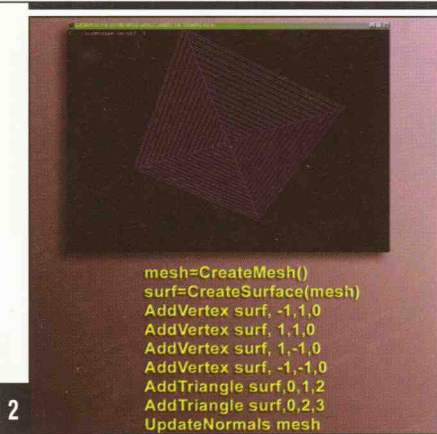 mesh=CreateMesh()
surf=CreateSurface(mesh)
AddVertex surf, -1,1,0
AddVertex surf, 1,1,0
AddVertex surf, 1,-1,0
AddVertex surf, -1,-1,0
AddTriangle surf,0,1,2
AddTriangle surf,0,2,3
UpdateNormals mesh
2